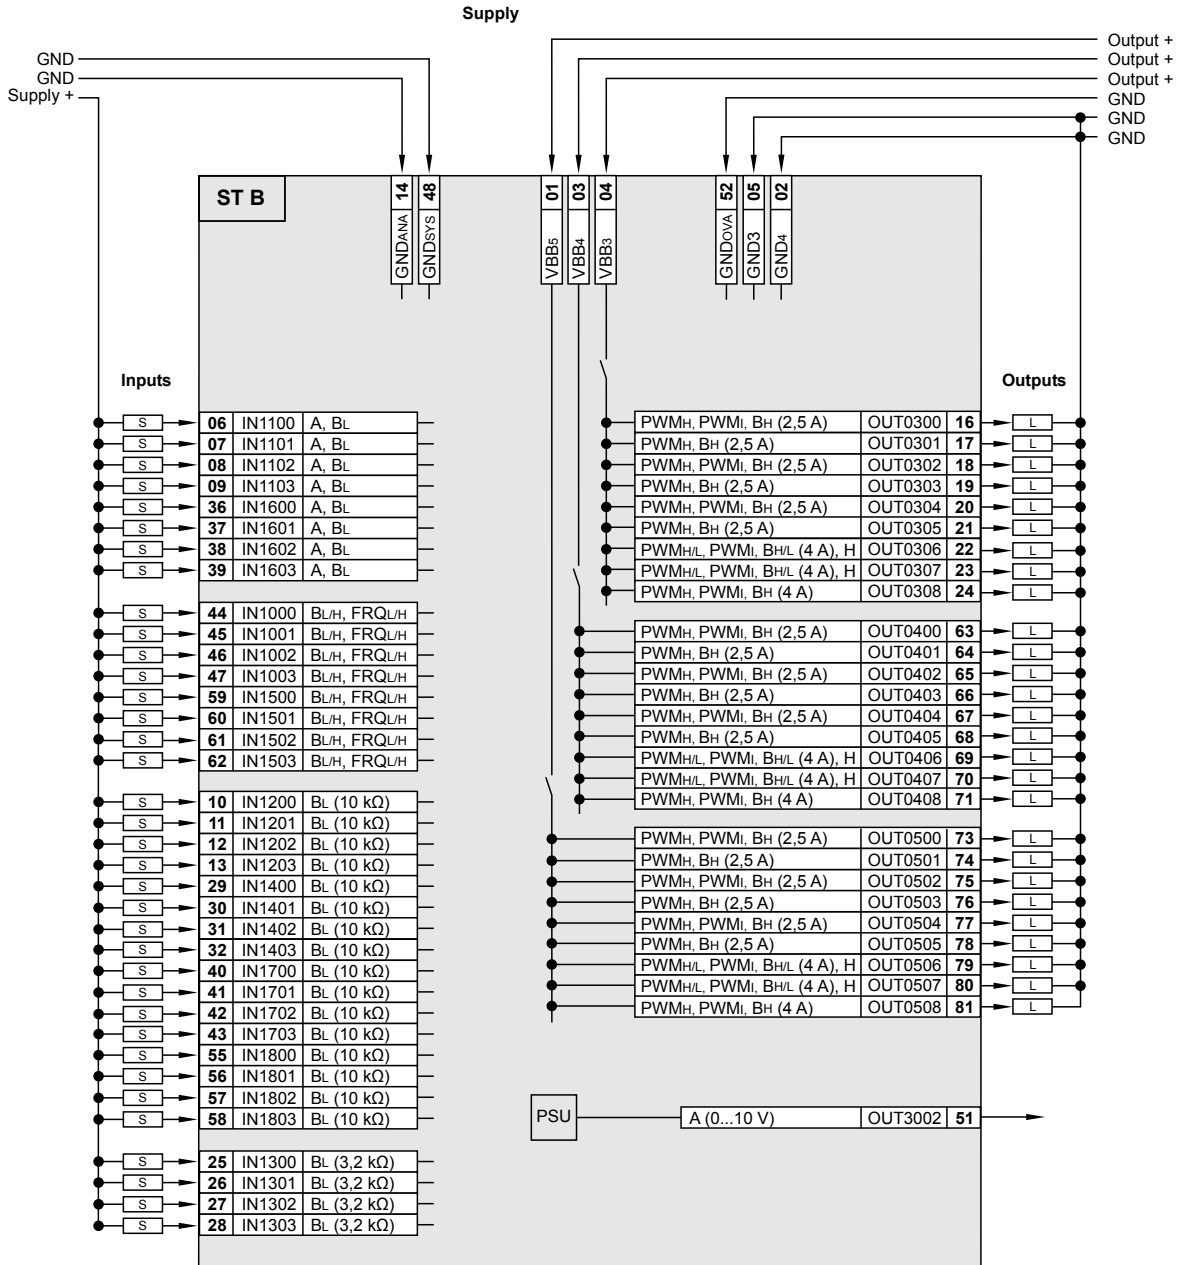 Supply
Output +
GND Output +
GND Output +
Supply + GND
GND
GND
ST B
14 48 01 03 04 52 05 02
GNDANA GNDSYS VBB5 VBB4 VBB3 GNDOVA GND3 GND4
Inputs Outputs
S 06 IN1100 A, BL
S 07 IN1101 A, BL
S 08 IN1102 A, BL
S 09 IN1103 A, BL
S 36 IN1600 A, BL
S 37 IN1601 A, BL
S 38 IN1602 A, BL
S 39 IN1603 A, BL
S 44 IN1000 BL/H, FRQL/H
S 45 IN1001 BL/H, FRQL/H
S 46 IN1002 BL/H, FRQL/H
S 47 IN1003 BL/H, FRQL/H
S 59 IN1500 BL/H, FRQL/H
S 60 IN1501 BL/H, FRQL/H
S 61 IN1502 BL/H, FRQL/H
S 62 IN1503 BL/H, FRQL/H
S 10 IN1200 BL (10 kΩ)
S 11 IN1201 BL (10 kΩ)
S 12 IN1202 BL (10 kΩ)
S 13 IN1203 BL (10 kΩ)
S 29 IN1400 BL (10 kΩ)
S 30 IN1401 BL (10 kΩ)
S 31 IN1402 BL (10 kΩ)
S 32 IN1403 BL (10 kΩ)
S 40 IN1700 BL (10 kΩ)
S 41 IN1701 BL (10 kΩ)
S 42 IN1702 BL (10 kΩ)
S 43 IN1703 BL (10 kΩ)
S 55 IN1800 BL (10 kΩ)
S 56 IN1801 BL (10 kΩ)
S 57 IN1802 BL (10 kΩ)
S 58 IN1803 BL (10 kΩ)
S 25 IN1300 BL (3,2 kΩ)
S 26 IN1301 BL (3,2 kΩ)
S 27 IN1302 BL (3,2 kΩ)
S 28 IN1303 BL (3,2 kΩ)
PWMH, PWMI, BH (2,5 A) OUT0300 16 L
PWMH, BH (2,5 A) OUT0301 17 L
PWMH, PWMI, BH (2,5 A) OUT0302 18 L
PWMH, BH (2,5 A) OUT0303 19 L
PWMH, PWMI, BH (2,5 A) OUT0304 20 L
PWMH, BH (2,5 A) OUT0305 21 L
PWMH/L, PWMI, BH/L (4 A), H OUT0306 22 L
PWMH/L, PWMI, BH/L (4 A), H OUT0307 23 L
PWMH, PWMI, BH (4 A) OUT0308 24 L
PWMH, PWMI, BH (2,5 A) OUT0400 63 L
PWMH, BH (2,5 A) OUT0401 64 L
PWMH, PWMI, BH (2,5 A) OUT0402 65 L
PWMH, BH (2,5 A) OUT0403 66 L
PWMH, PWMI, BH (2,5 A) OUT0404 67 L
PWMH, BH (2,5 A) OUT0405 68 L
PWMH/L, PWMI, BH/L (4 A), H OUT0406 69 L
PWMH/L, PWMI, BH/L (4 A), H OUT0407 70 L
PWMH, PWMI, BH (4 A) OUT0408 71 L
PWMH, PWMI, BH (2,5 A) OUT0500 73 L
PWMH, BH (2,5 A) OUT0501 74 L
PWMH, PWMI, BH (2,5 A) OUT0502 75 L
PWMH, BH (2,5 A) OUT0503 76 L
PWMH, PWMI, BH (2,5 A) OUT0504 77 L
PWMH, BH (2,5 A) OUT0505 78 L
PWMH/L, PWMI, BH/L (4 A), H OUT0506 79 L
PWMH/L, PWMI, BH/L (4 A), H OUT0507 80 L
PWMH, PWMI, BH (4 A) OUT0508 81 L
PSU A (0...10 V) OUT3002 51